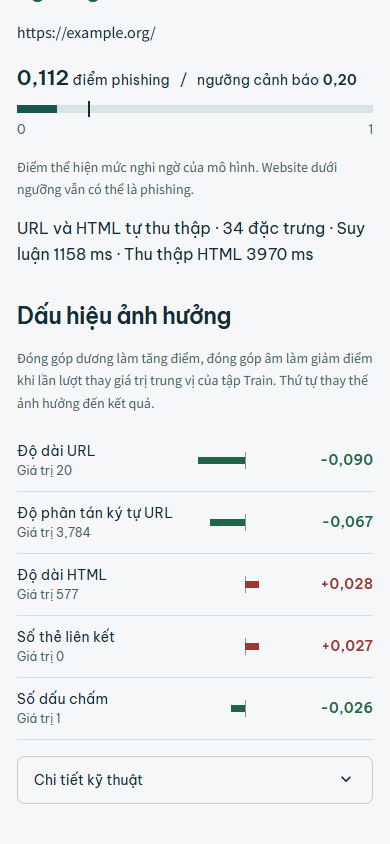 https://example.org/
0,112 điểm phishing / ngưỡng cảnh báo 0,20
0 1
Điểm thể hiện mức nghi ngờ của mô hình. Website dưới
ngưỡng vẫn có thể là phishing.
URL và HTML tự thu thập · 34 đặc trưng · Suy
luận 1158 ms · Thu thập HTML 3970 ms
Dấu hiệu ảnh hưởng
Đóng góp dương làm tăng điểm, đóng góp âm làm giảm điểm
khi lần lượt thay giá trị trung vị của tập Train. Thứ tự thay thế
ảnh hưởng đến kết quả.
Độ dài URL
Giá trị 20
-0,090
Độ phân tán ký tự URL
Giá trị 3,784
-0,067
Độ dài HTML
Giá trị 577
+0,028
Số thẻ liên kết
Giá trị 0
+0,027
Số dấu chấm
Giá trị 1
-0,026
Chi tiết kỹ thuật